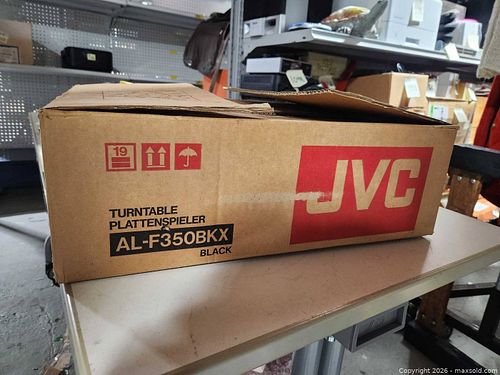 19
JVC
TURNTABLE
PLATTENSPIELER
AL-F350BKX
BLACK
Copyright 2026 - maxsold.com